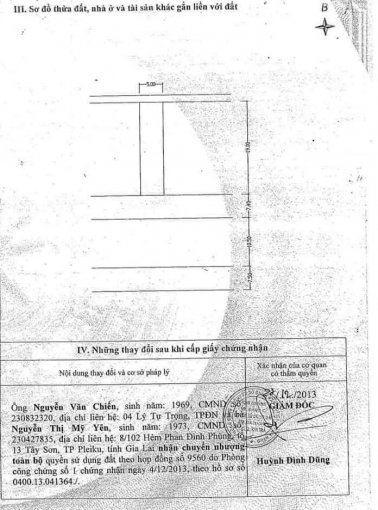 III. Sơ đồ thửa đất, nhà ở và tài sản khác gắn liền với đất
B
5.00
19.00
7.45
10.50
7.50
IV. Những thay đổi sau khi cấp giấy chứng nhận
Nội dung thay đổi và cơ sở pháp lý
Xác nhận của cơ quan
có thẩm quyền
Ông Nguyễn Văn Chiến, sinh năm: 1969, CMND số:
230832320, địa chỉ liên hệ: 04 Lý Tự Trọng, TPĐN và bà
Nguyễn Thị Mỹ Yên, sinh năm: 1973, CMND số:
230427835, địa chỉ liên hệ: 8/102 Hẻm Phan Đình Phùng, tổ
13 Tây Sơn, TP Pleiku, tỉnh Gia Lai nhận chuyển nhượng
toàn bộ quyền sử dụng đất theo hợp đồng số 9560 do Phòng
công chứng số 1 chứng nhận ngày 4/12/2013, theo hồ sơ số
0400.13.041364./.
/2013
GIÁM ĐỐC
Huỳnh Đình Dũng